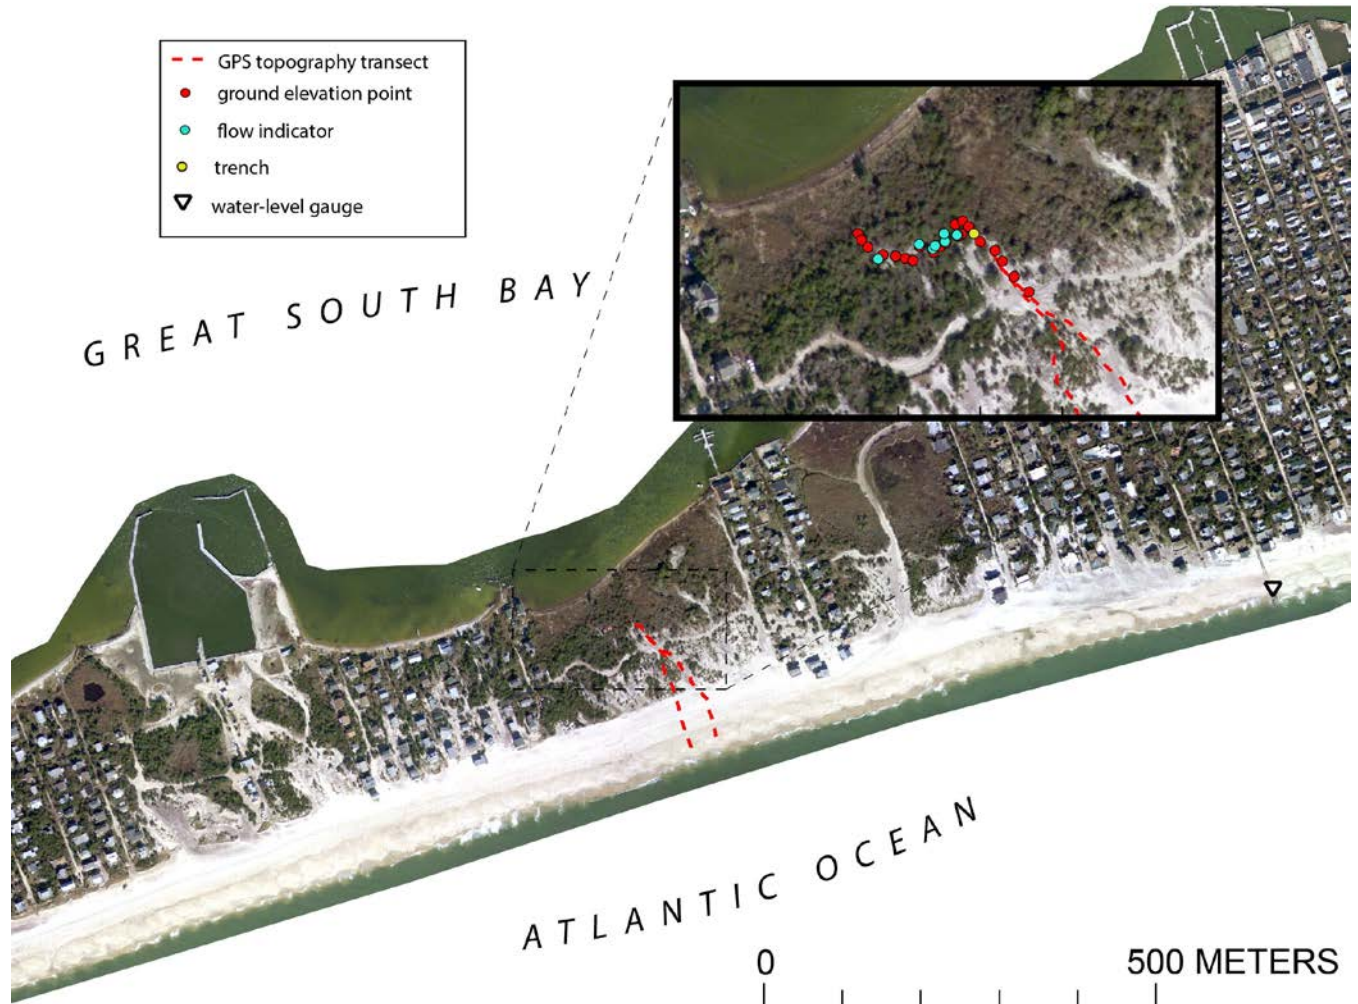 GPS topography transect
ground elevation point
flow indicator
trench
water-level gauge
GREAT SOUTH BAY
ATLANTIC OCEAN
0 500 METERS